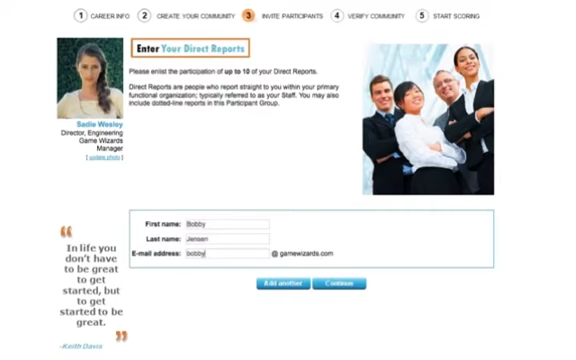 1 CAREER INFO 2 CREATE YOUR COMMUNITY 3 INVITE PARTICIPANTS 4 VERIFY COMMUNITY 5 START SCORING
Enter Your Direct Reports
Please enlist the participation of up to 10 of your Direct Reports.
Direct Reports are people who report straight to you within your primary
functional organization; typically referred to as your Staff. You may also
include dotted-line reports in this Participant Group.
Sadie Wesley
Director, Engineering
Game Wizards
Manager
[ update photo ]
First name: Bobby
Last name: Jensen
E-mail address: bobby @ gamewizards.com
Add another Continue
“
In life you
don't have
to be great
to get
started, but
to get
started to be
great.
”
-Keith Davis